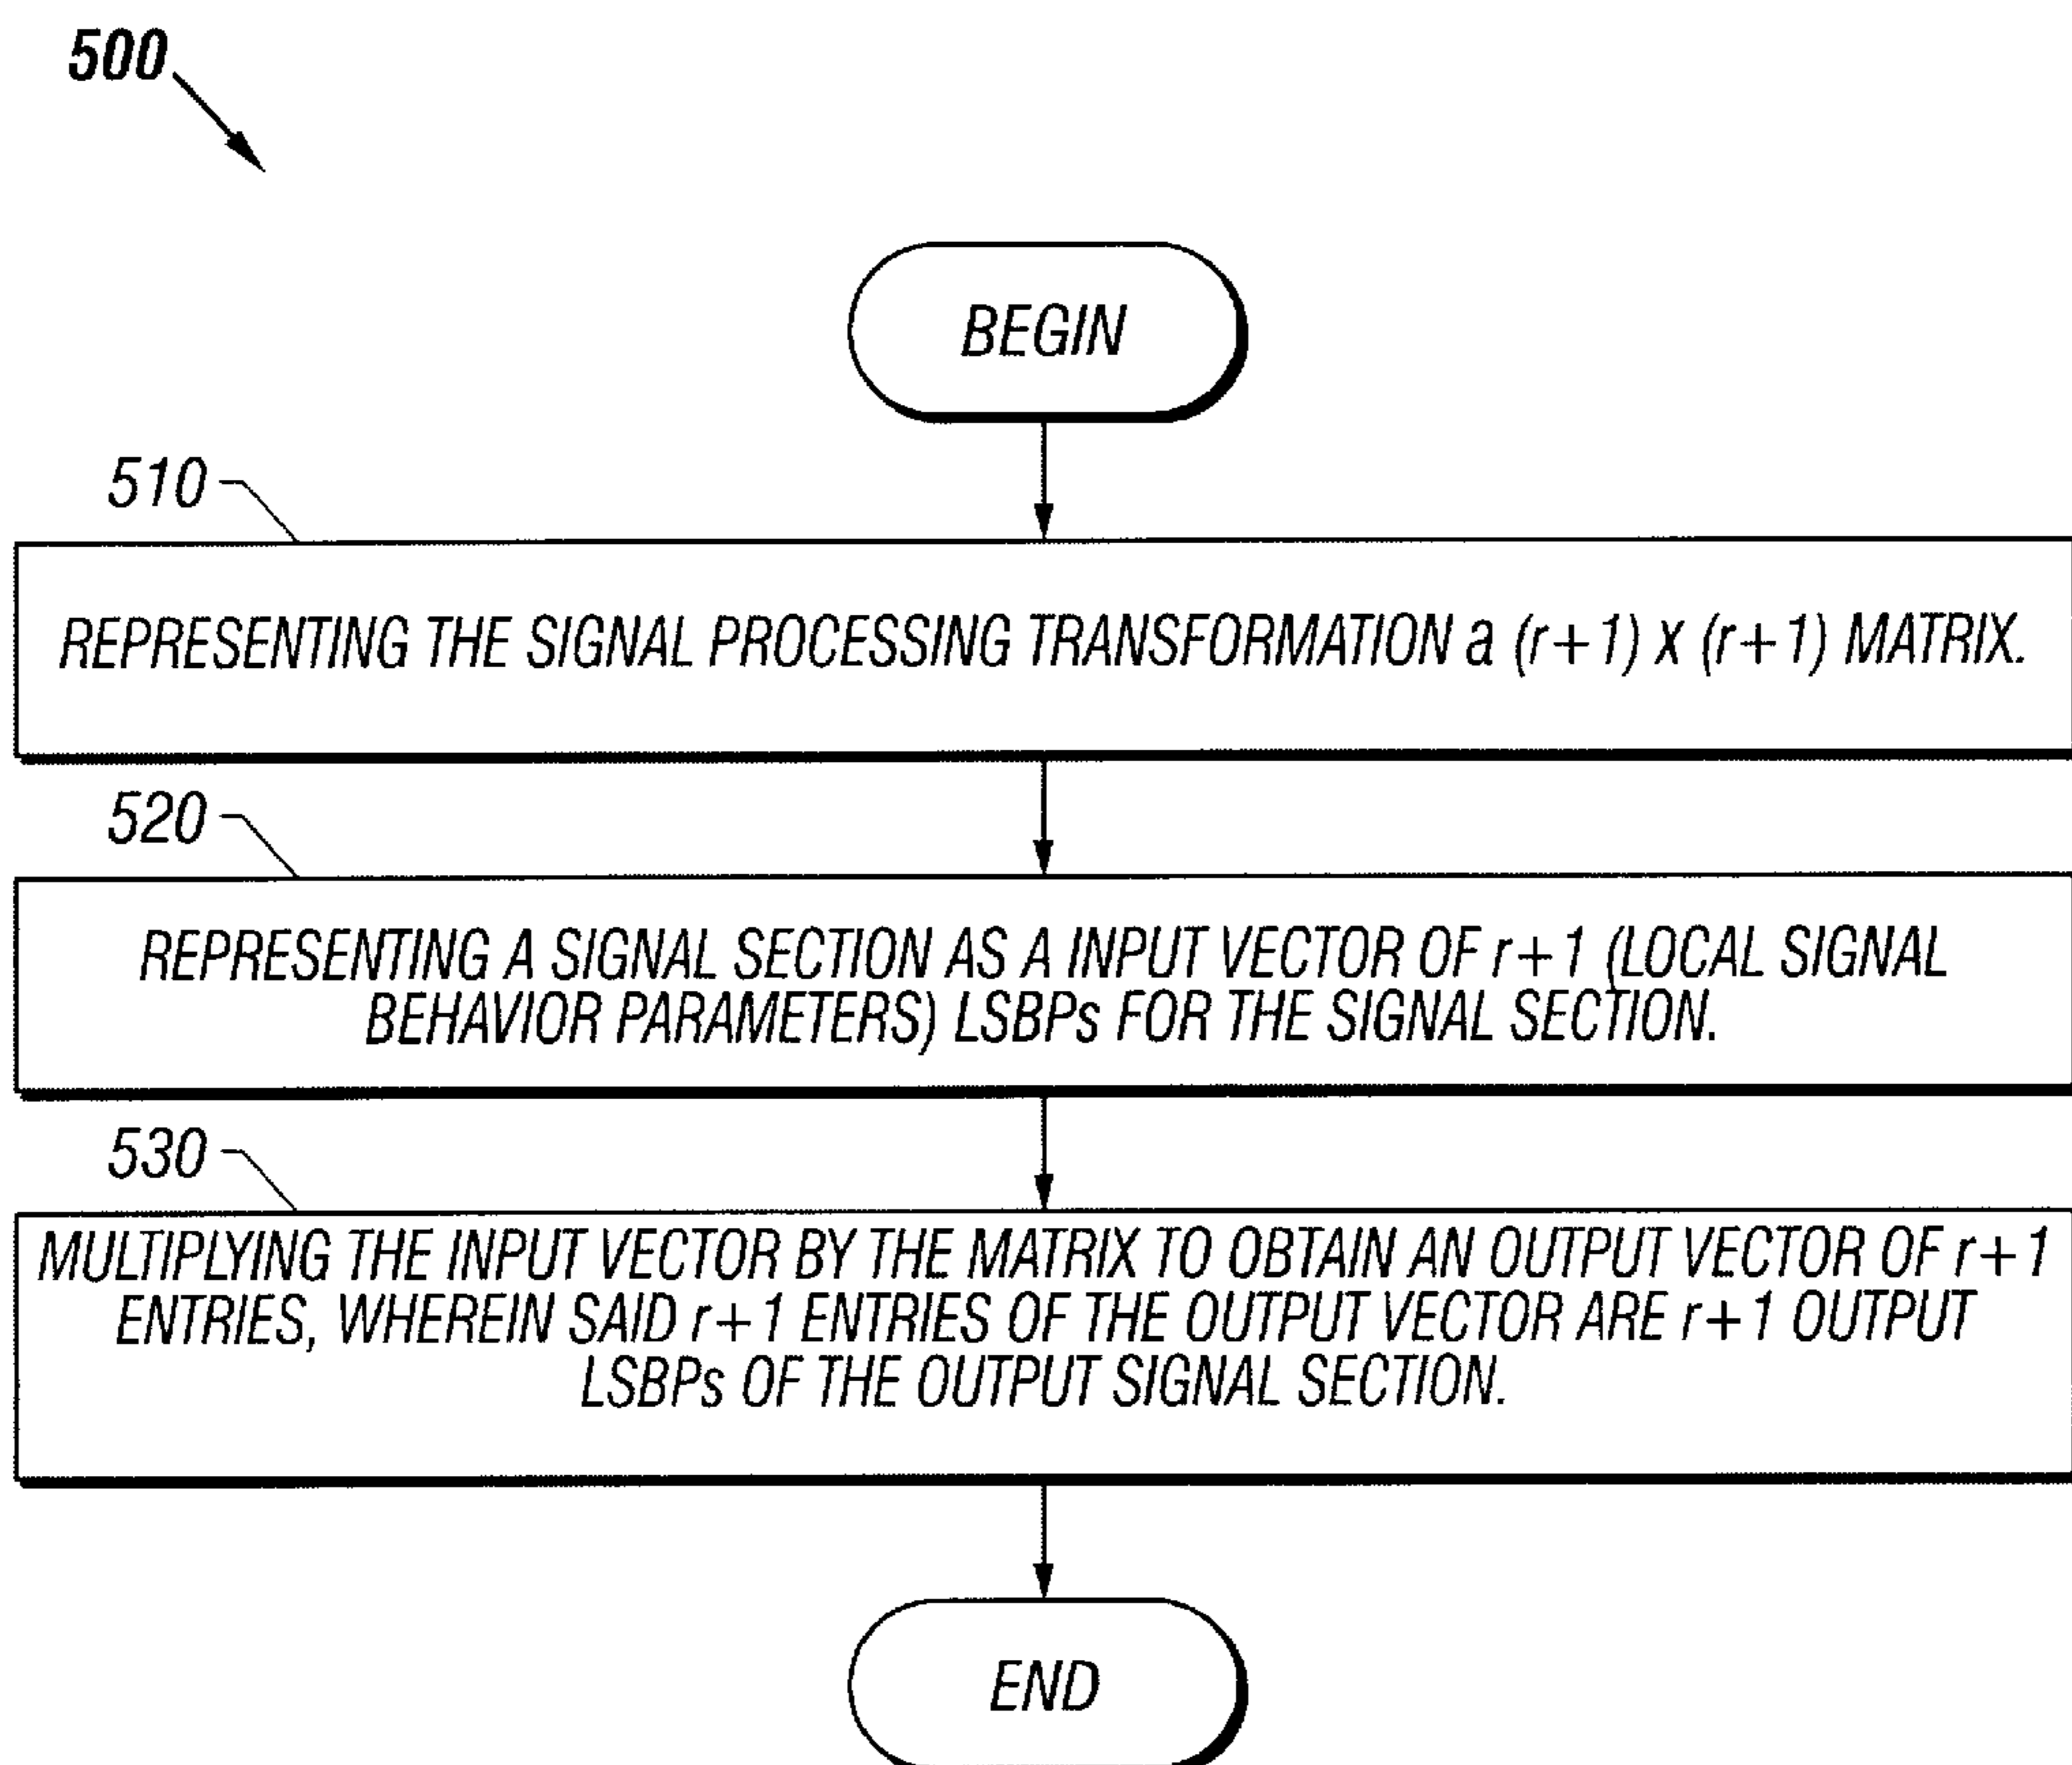 500
BEGIN
510
REPRESENTING THE SIGNAL PROCESSING TRANSFORMATION a (r+1) x (r+1) MATRIX.
520
REPRESENTING A SIGNAL SECTION AS A INPUT VECTOR OF r+1 (LOCAL SIGNAL
BEHAVIOR PARAMETERS) LSBPs FOR THE SIGNAL SECTION.
530
MULTIPLYING THE INPUT VECTOR BY THE MATRIX TO OBTAIN AN OUTPUT VECTOR OF r+1
ENTRIES, WHEREIN SAID r+1 ENTRIES OF THE OUTPUT VECTOR ARE r+1 OUTPUT
LSBPs OF THE OUTPUT SIGNAL SECTION.
END